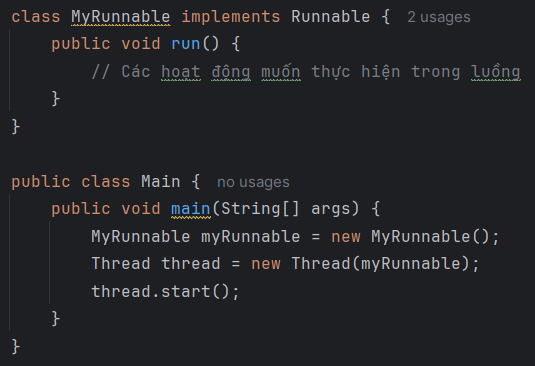 class MyRunnable implements Runnable { 2 usages
    public void run() {
        // Các hoạt động muốn thực hiện trong luồng
    }
}

public class Main { no usages
    public void main(String[] args) {
        MyRunnable myRunnable = new MyRunnable();
        Thread thread = new Thread(myRunnable);
        thread.start();
    }
}